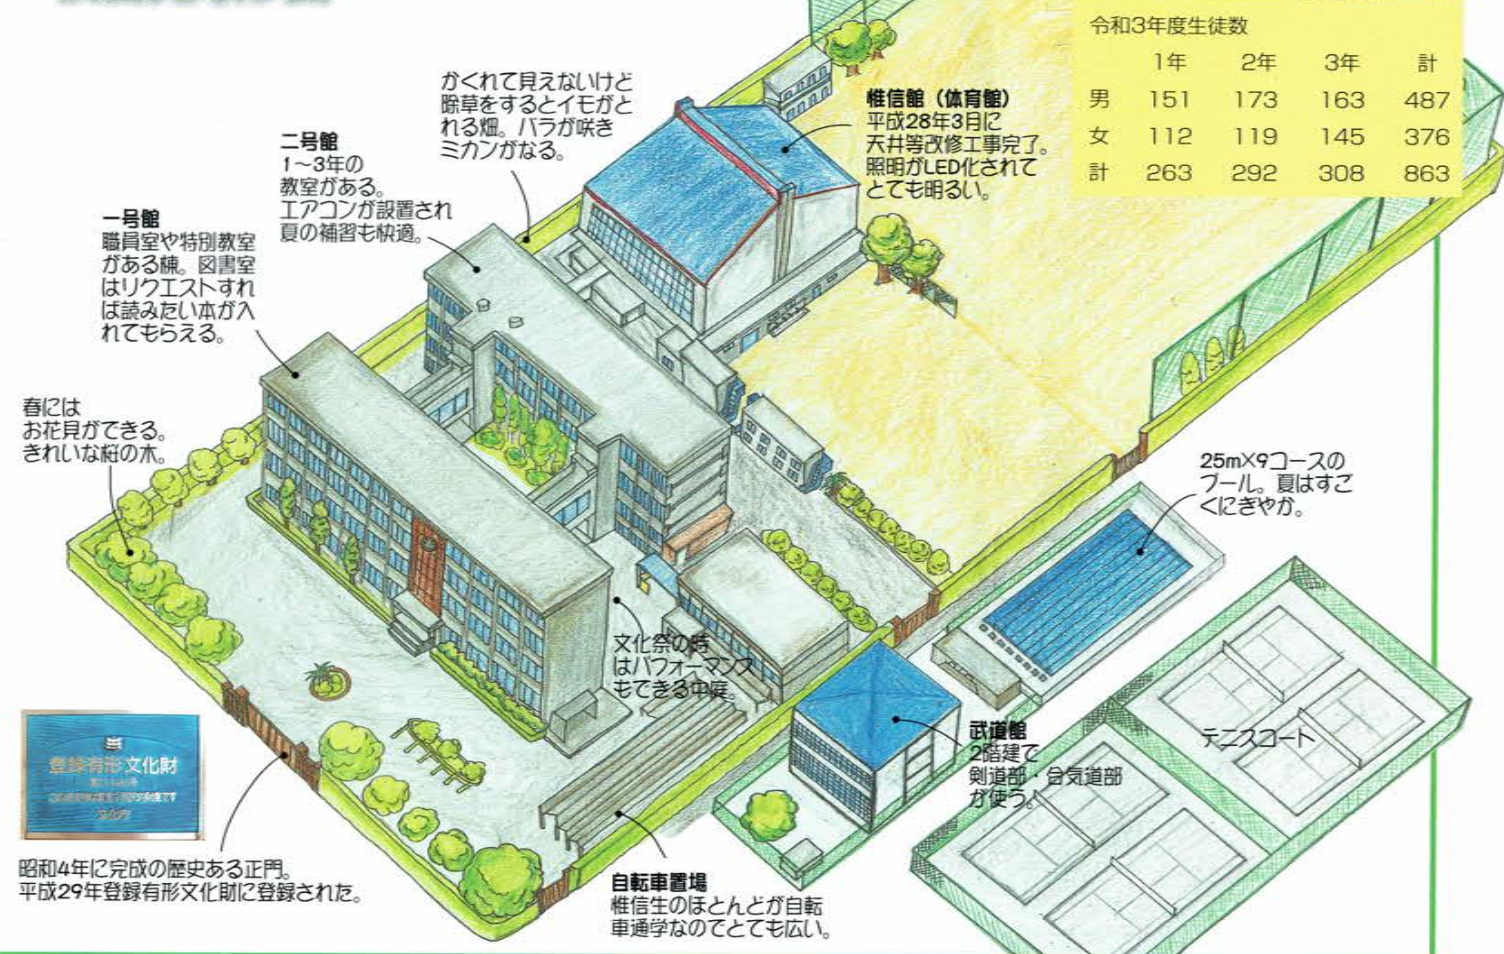 令和3年度生徒数
1年 2年 3年 計
男 151 173 163 487
女 112 119 145 376
計 263 292 308 863
かくれて見えないけど
除草をするとイモがと
れる畑。バラが咲き
ミカンがなる。
惟信館（体育館）
平成28年3月に
天井等改修工事完了。
照明がLED化されて
とても明るい。
二号館
1～3年の
教室がある。
エアコンが設置され
夏の補習も快適。
一号館
職員室や特別教室
がある棟。図書室
はリクエストすれ
ば読みたい本が入
れてもらえる。
春には
お花見ができる。
きれいな桜の木。
25m×9コースの
プール。夏はすご
くにぎやか。
文化祭の時
はパフォーマンス
もできる中庭。
武道館
2階建で
剣道部・合気道部
が使う。
テニスコート
登録有形文化財
昭和4年に完成の歴史ある正門。
平成29年登録有形文化財に登録された。
自転車置場
惟信生のほとんどが自転
車通学なのでとても広い。